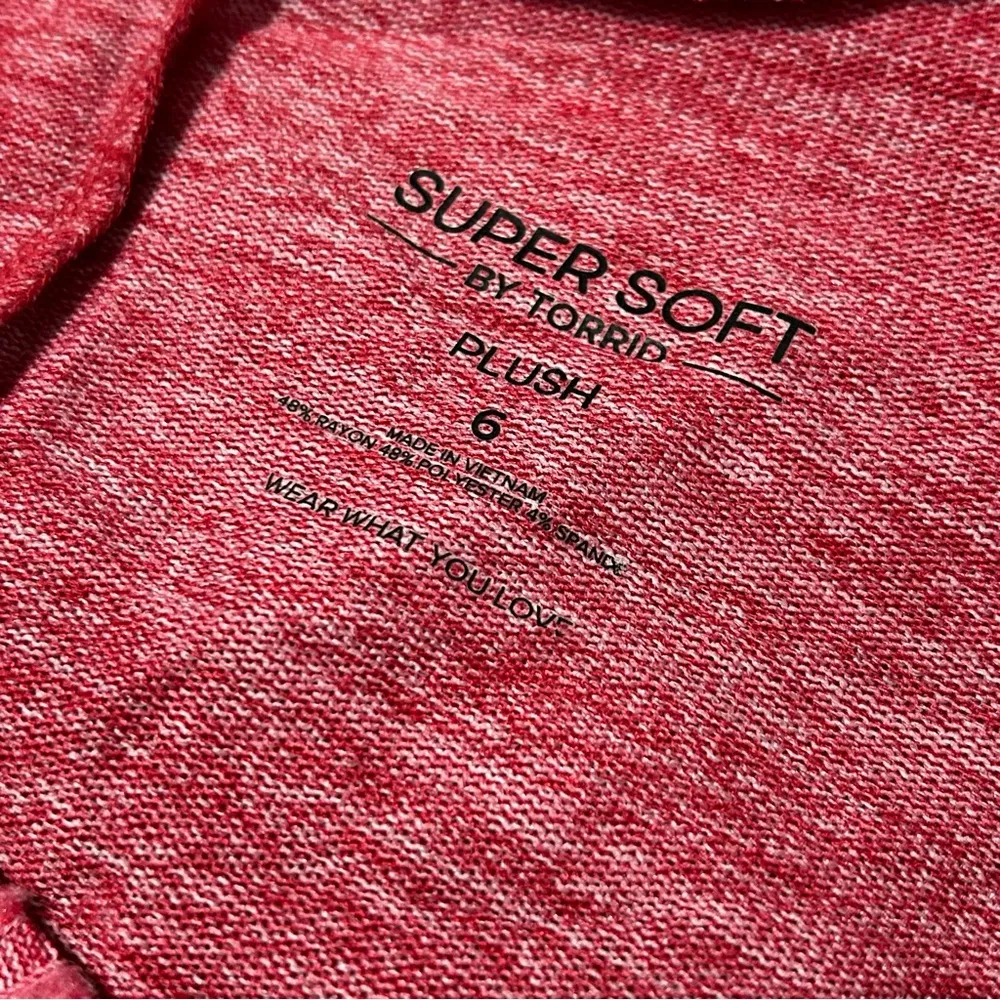 SUPER SOFT
BY TORRID
PLUSH
6
MADE IN VIETNAM
48% RAYON 48% POLYESTER 4% SPANDEX
WEAR WHAT YOU LOVE